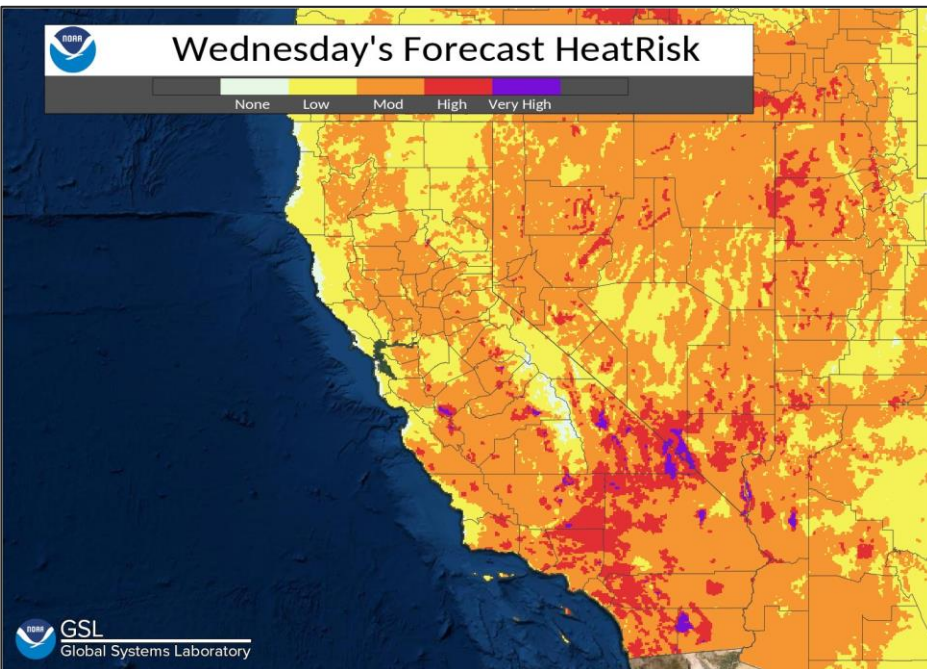 NOAA
Wednesday's Forecast HeatRisk
None Low Mod High Very High
NOAA
GSL
Global Systems Laboratory